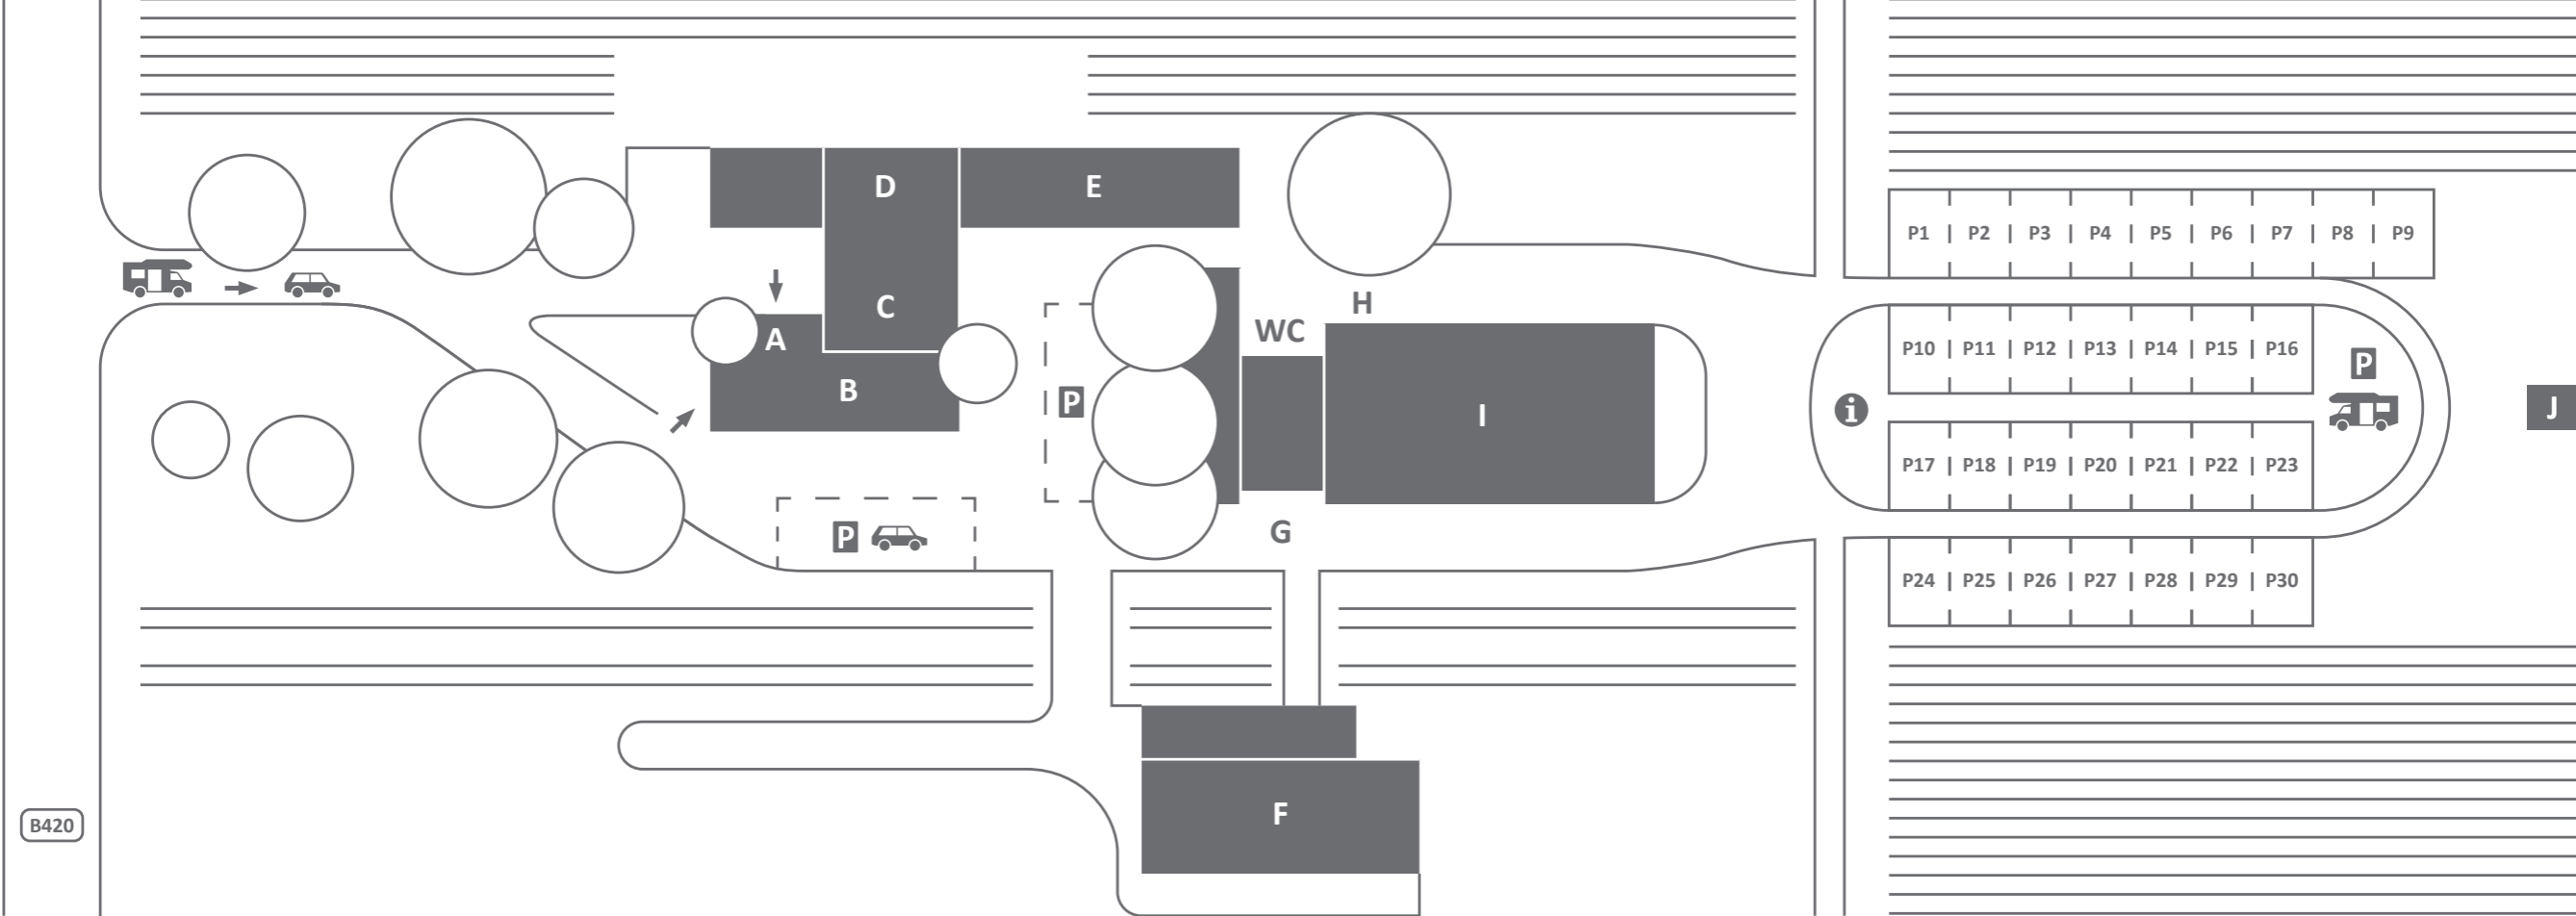 D
E
P1 P2 P3 P4 P5 P6 P7 P8 P9
C
H
A
WC
P10 P11 P12 P13 P14 P15 P16
P
B
P
I
i
J
P17 P18 P19 P20 P21 P22 P23
P
G
P24 P25 P26 P27 P28 P29 P30
F
B420